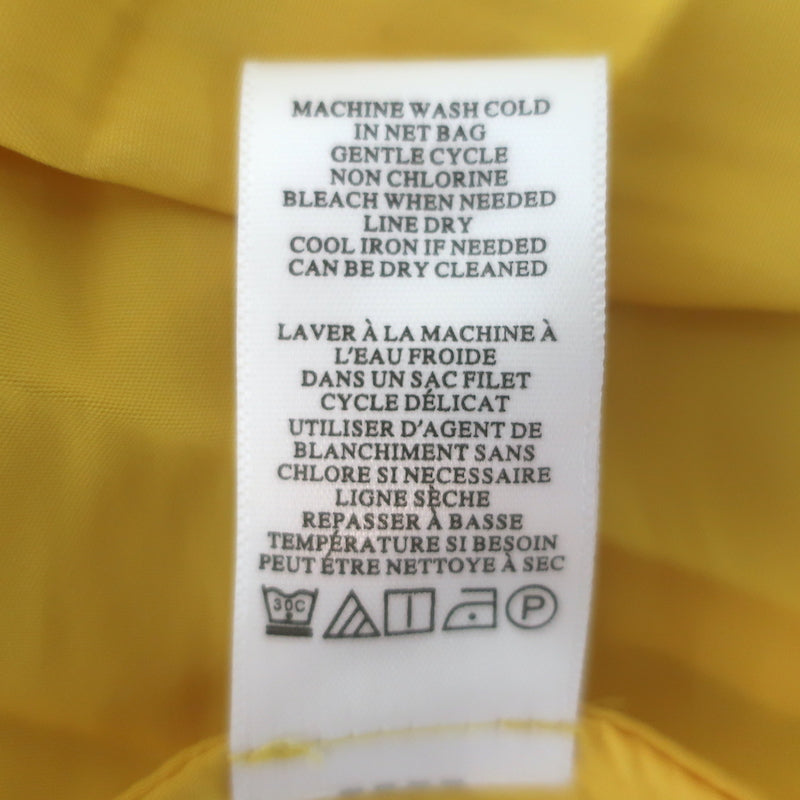 MACHINE WASH COLD
IN NET BAG
GENTLE CYCLE
NON CHLORINE
BLEACH WHEN NEEDED
LINE DRY
COOL IRON IF NEEDED
CAN BE DRY CLEANED
LAVER À LA MACHINE À
L'EAU FROIDE
DANS UN SAC FILET
CYCLE DÉLICAT
UTILISER D'AGENT DE
BLANCHIMENT SANS
CHLORE SI NECESSAIRE
LIGNE SÈCHE
REPASSER À BASSE
TEMPÉRATURE SI BESOIN
PEUT ÊTRE NETTOYE À SEC
30C P